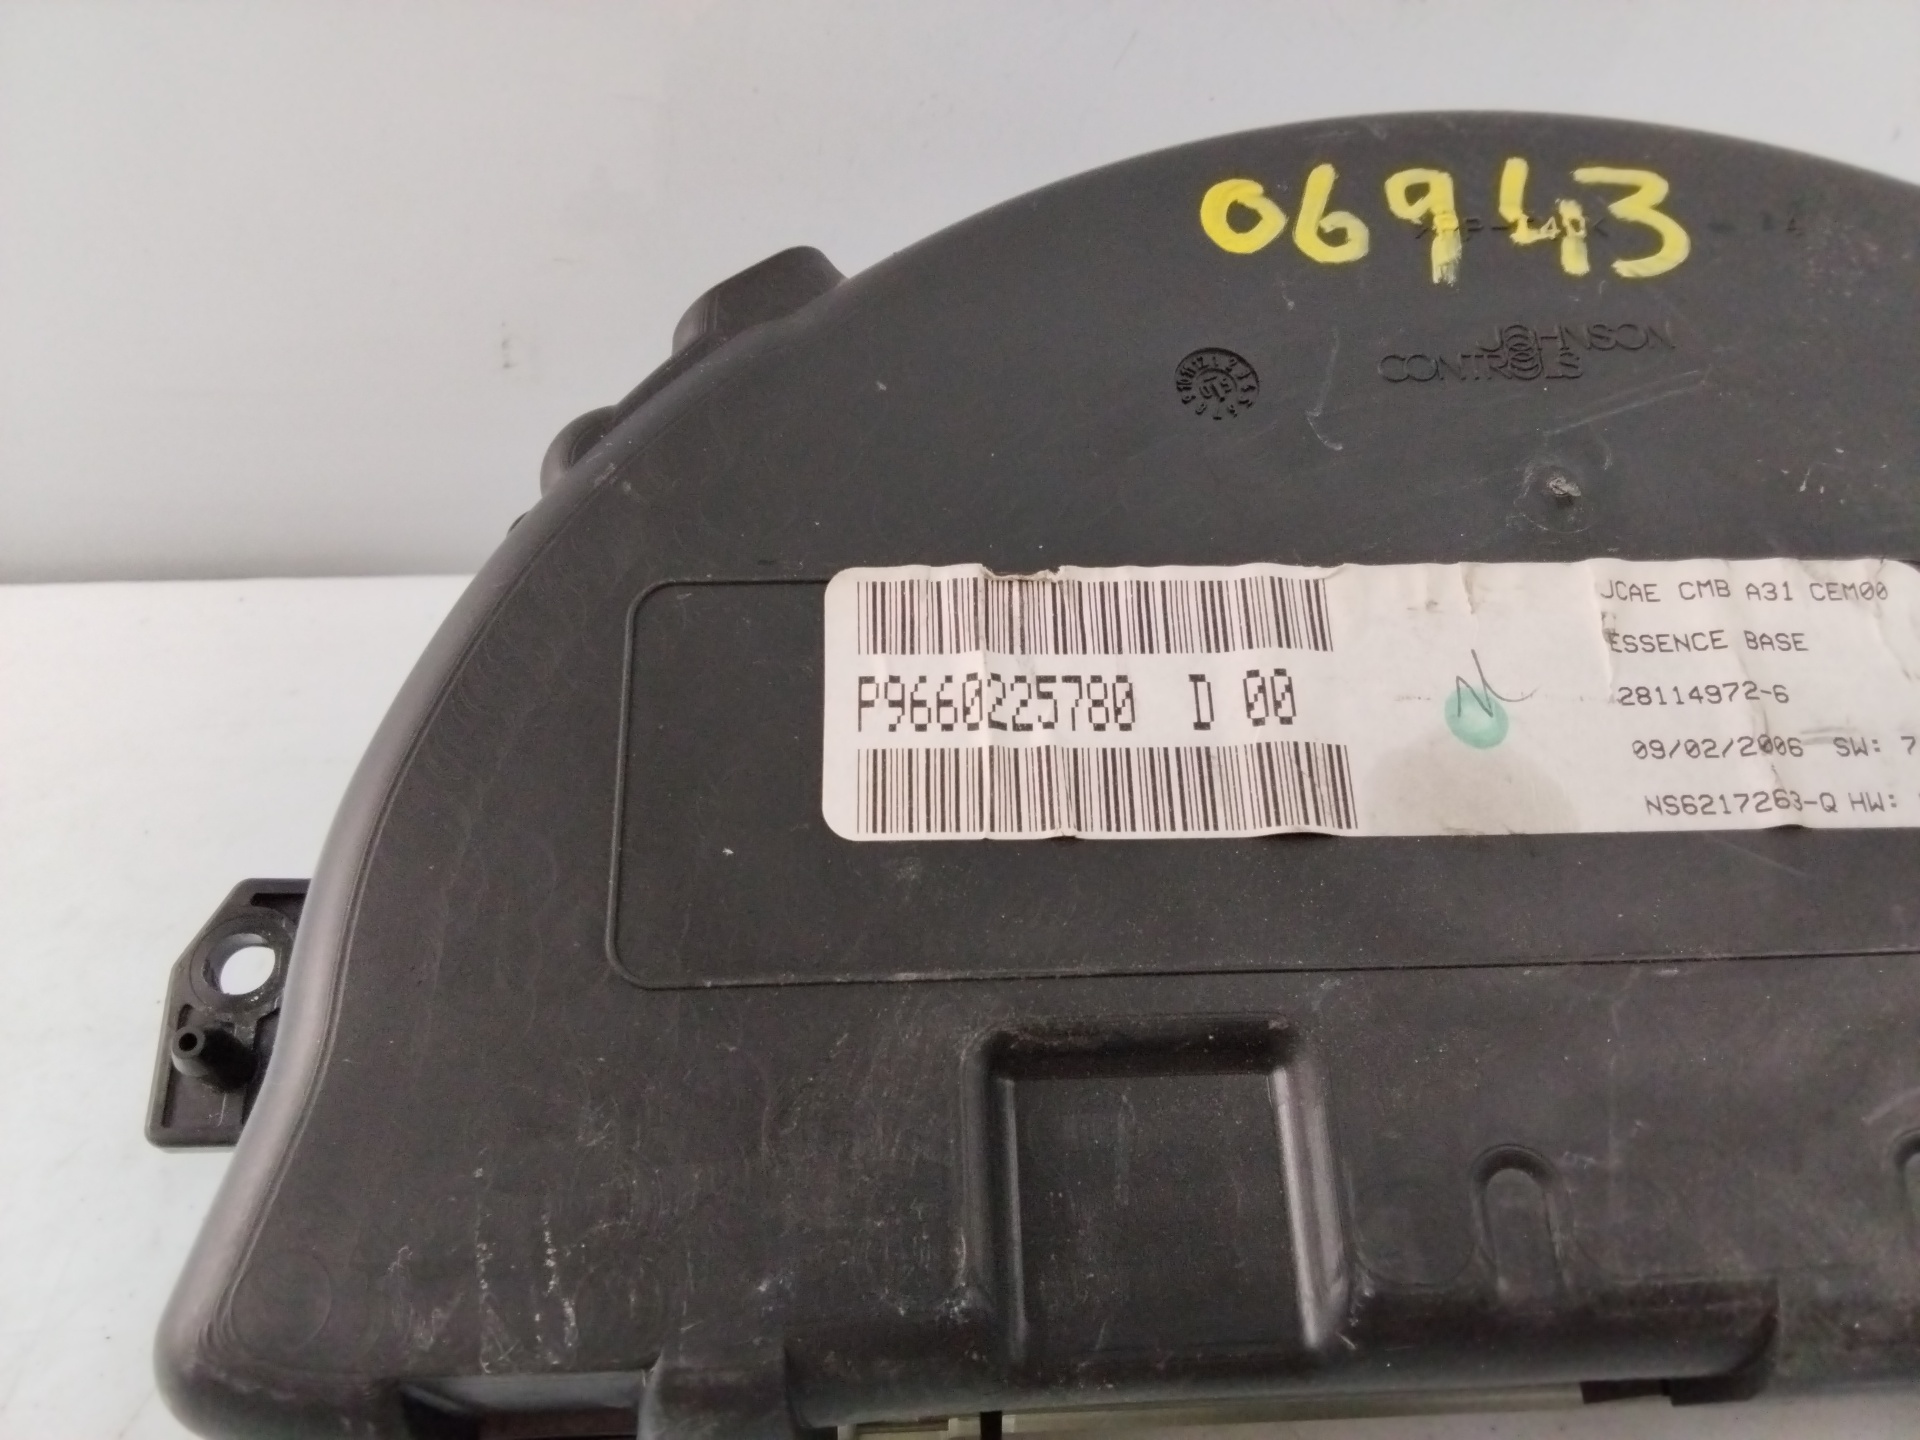 06943
JOHNSON
CONTROLS
P9660225780 D 00
JCAE CMB A31 CEM00
ESSENCE BASE
28114972-6
09/02/2006 SW: 7
NS6217263-Q HW: